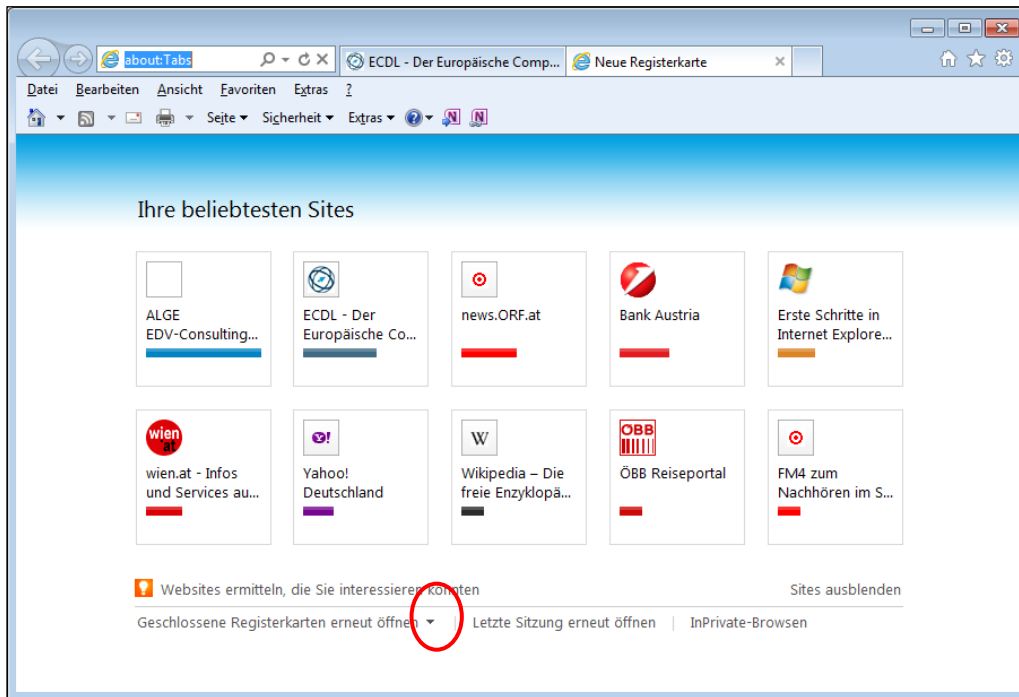 about:Tabs
ECDL - Der Europäische Comp...
Neue Registerkarte
Datei Bearbeiten Ansicht Favoriten Extras ?
Seite Sicherheit Extras ? N N
Ihre beliebtesten Sites
ALGE
EDV-Consulting...
ECDL - Der
Europäische Co...
news.ORF.at
Bank Austria
Erste Schritte in
Internet Explore...
wien.at
wien.at - Infos
und Services au...
Y!
Yahoo!
Deutschland
W
Wikipedia – Die
freie Enzyklopä...
ÖBB
ÖBB Reiseportal
FM4 zum
Nachhören im S...
Websites ermitteln, die Sie interessieren könnten
Sites ausblenden
Geschlossene Registerkarten erneut öffnen | Letzte Sitzung erneut öffnen | InPrivate-Browsen